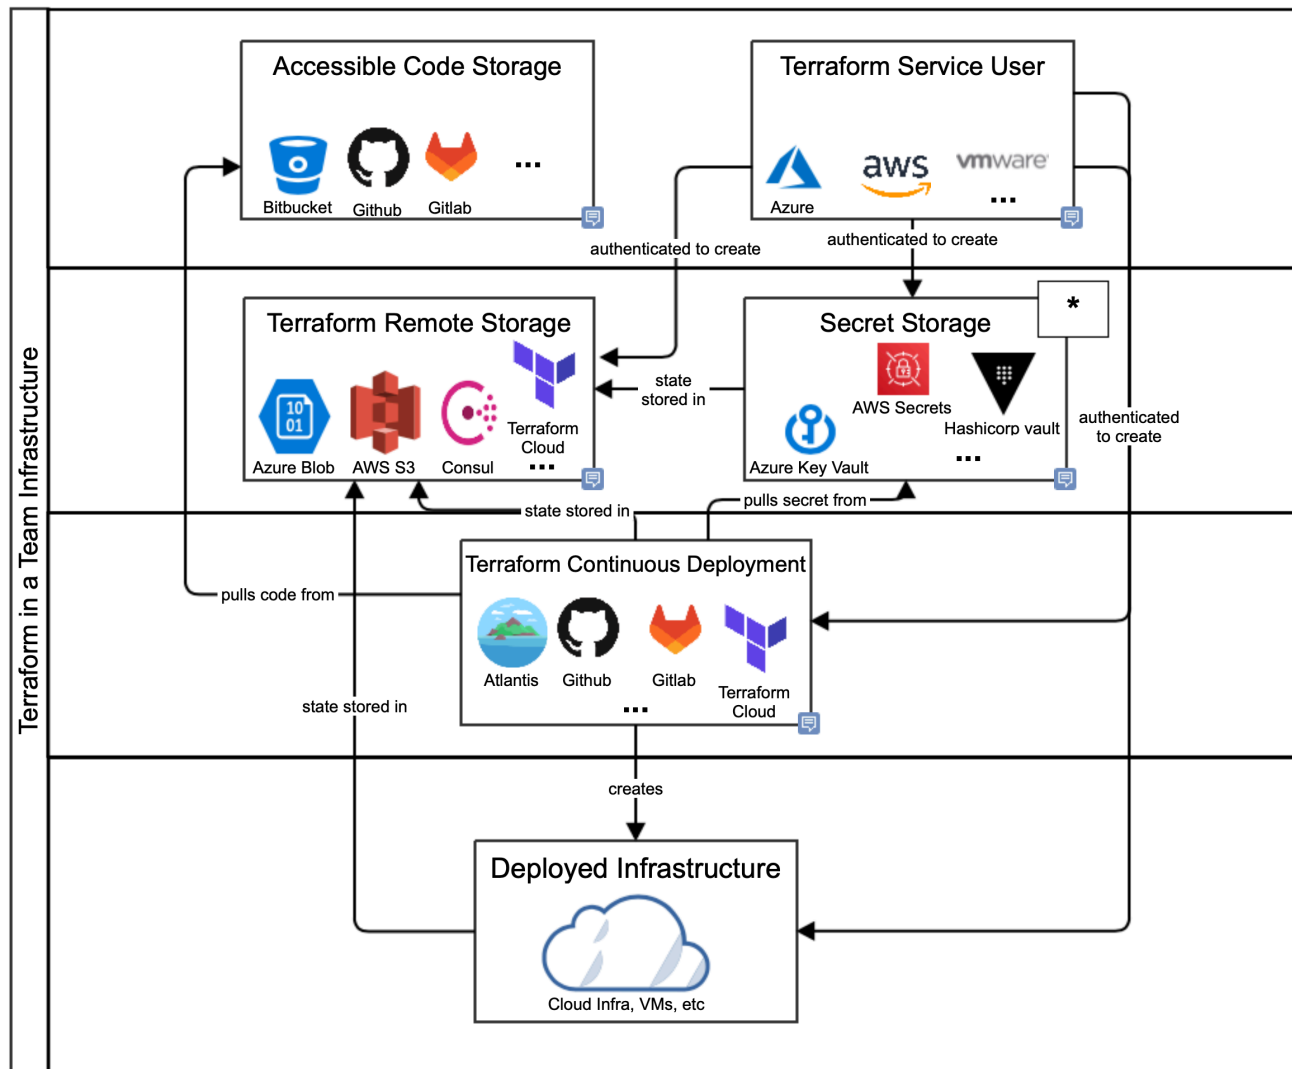 Terraform in a Team Infrastructure
Accessible Code Storage
Bitbucket
Github
Gitlab
...
Terraform Service User
Azure
aws
vmware
...
authenticated to create
authenticated to create
Terraform Remote Storage
10
01
Azure Blob
AWS S3
Consul
Terraform
Cloud
...
state
stored in
Secret Storage
*
AWS Secrets
Hashicorp vault
Azure Key Vault
...
authenticated
to create
state stored in
pulls secret from
Terraform Continuous Deployment
Atlantis
Github
Gitlab
Terraform
Cloud
...
pulls code from
state stored in
creates
Deployed Infrastructure
Cloud Infra, VMs, etc